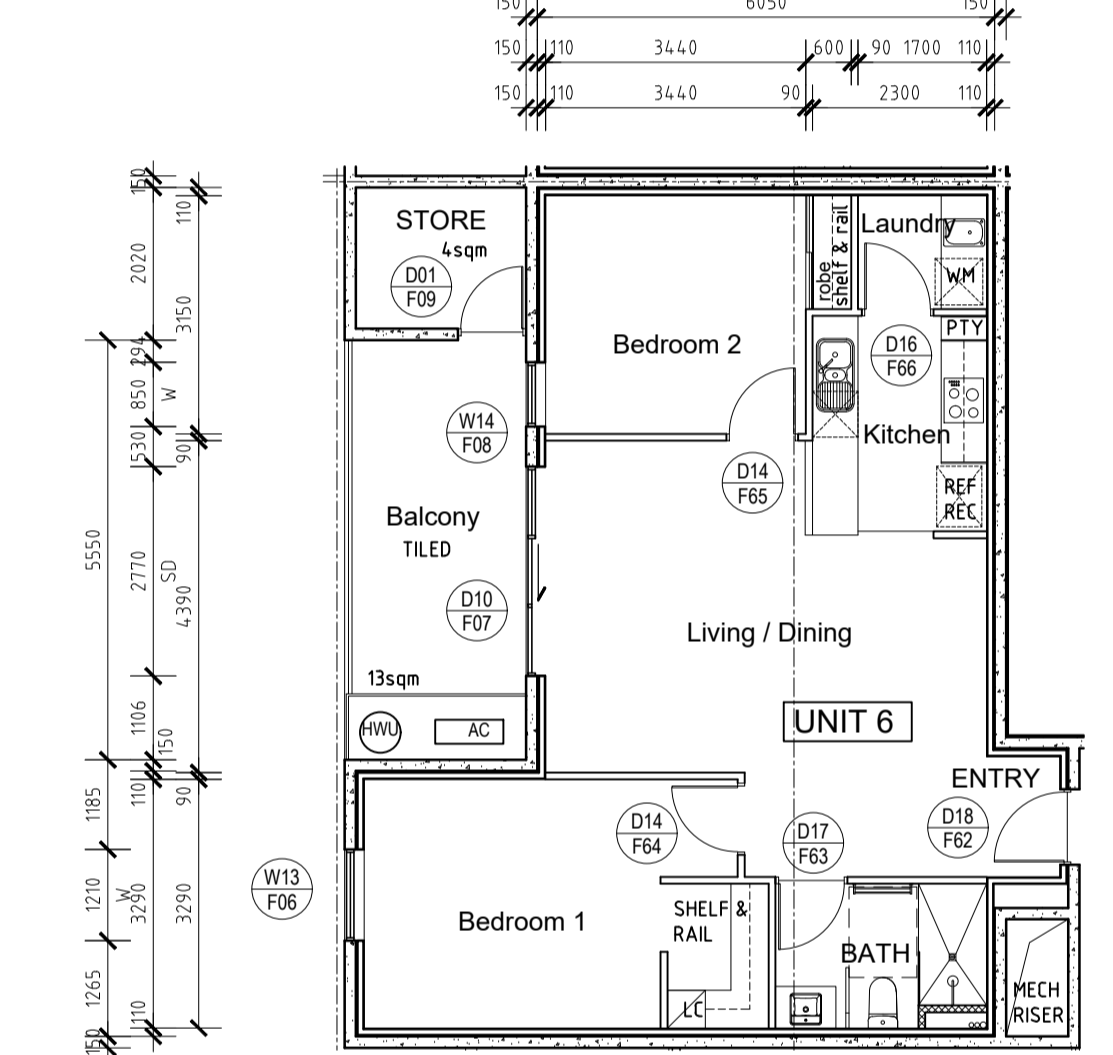 150 6050 150
150 110 3440 600 90 1700 110
150 110 3440 90 2300 110
150
110
2020
3150
294
850
W
530
90
5550
2770
SD
4390
1106
150
1185
110
90
1210
W
3290
3290
1265
110
150
STORE
4sqm
D01
F09
robe
shelf & rail
Laundry
WM
PTY
D16
F66
Bedroom 2
W14
F08
Kitchen
D14
F65
REF
REC
Balcony
TILED
D10
F07
Living / Dining
13sqm
HWU
AC
UNIT 6
ENTRY
D14
F64
D17
F63
D18
F62
W13
F06
Bedroom 1
SHELF &
RAIL
BATH
LC
MECH
RISER